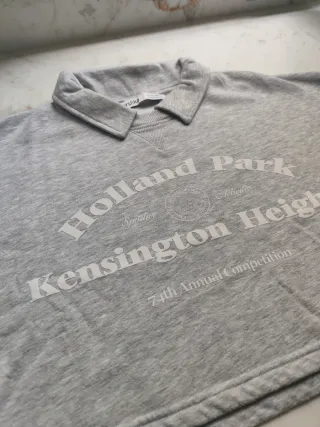 Holland Park
Kensington Heigh
74th Annual Competition